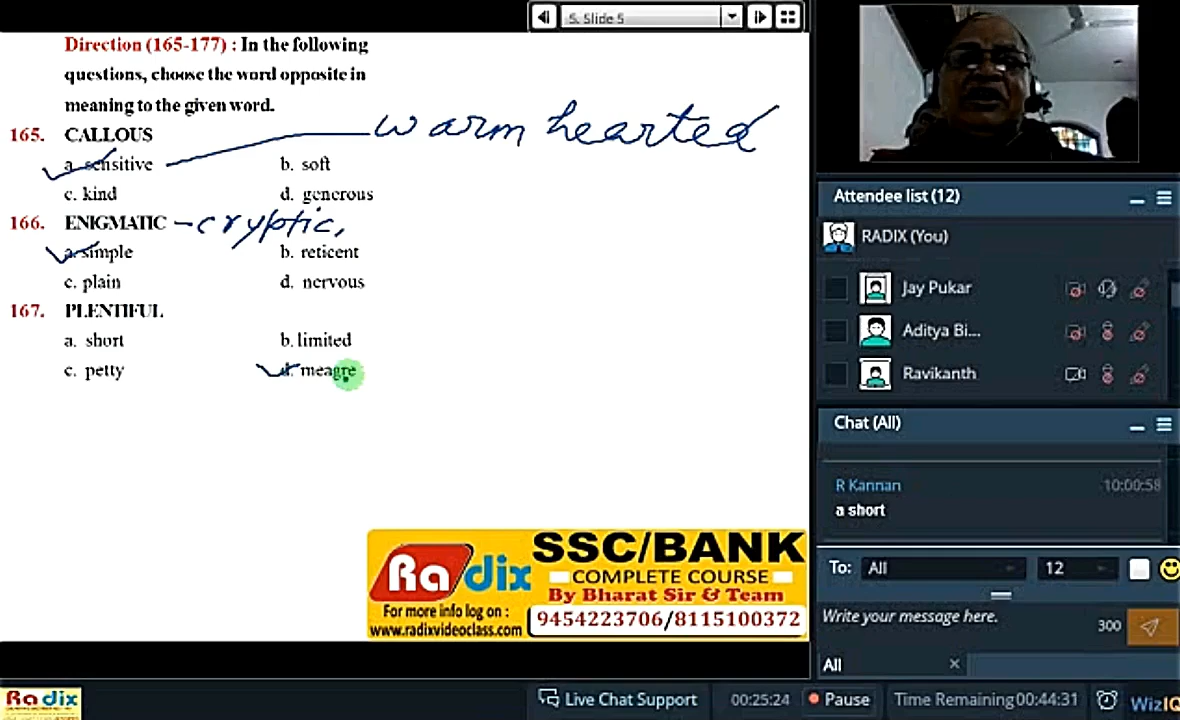 5. Slide 5
Direction (165-177) : In the following
questions, choose the word opposite in
meaning to the given word.
165. CALLOUS
warm hearted
a. sensitive b. soft
c. kind d. generous
166. ENIGMATIC – cryptic,
a. simple b. reticent
c. plain d. nervous
167. PLENTIFUL
a. short b. limited
c. petty d. meagre
Radix
For more info log on :
www.radixvideoclass.com
SSC/BANK
COMPLETE COURSE
By Bharat Sir & Team
9454223706/8115100372
Attendee list (12)
RADIX (You)
Jay Pukar
Aditya Bi...
Ravikanth
Chat (All)
R Kannan 10:00:58
a short
To: All 12
Write your message here. 300
All
Radix
Live Chat Support 00:25:24 Pause Time Remaining 00:44:31 WizIQ